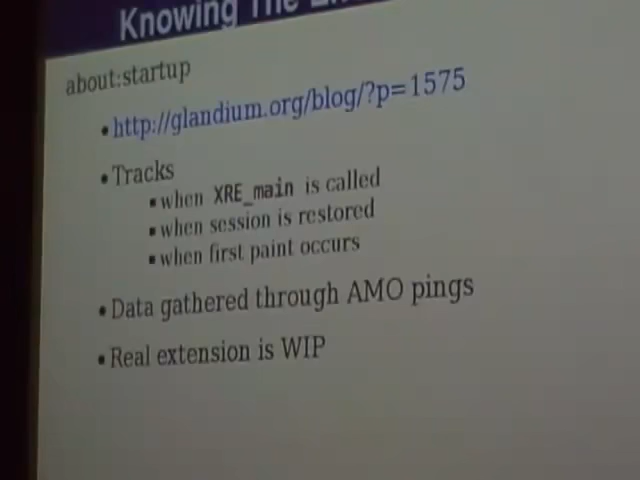 Knowing The
about:startup
• http://glandium.org/blog/?p=1575
• Tracks
▪ when XRE_main is called
▪ when session is restored
▪ when first paint occurs
• Data gathered through AMO pings
• Real extension is WIP